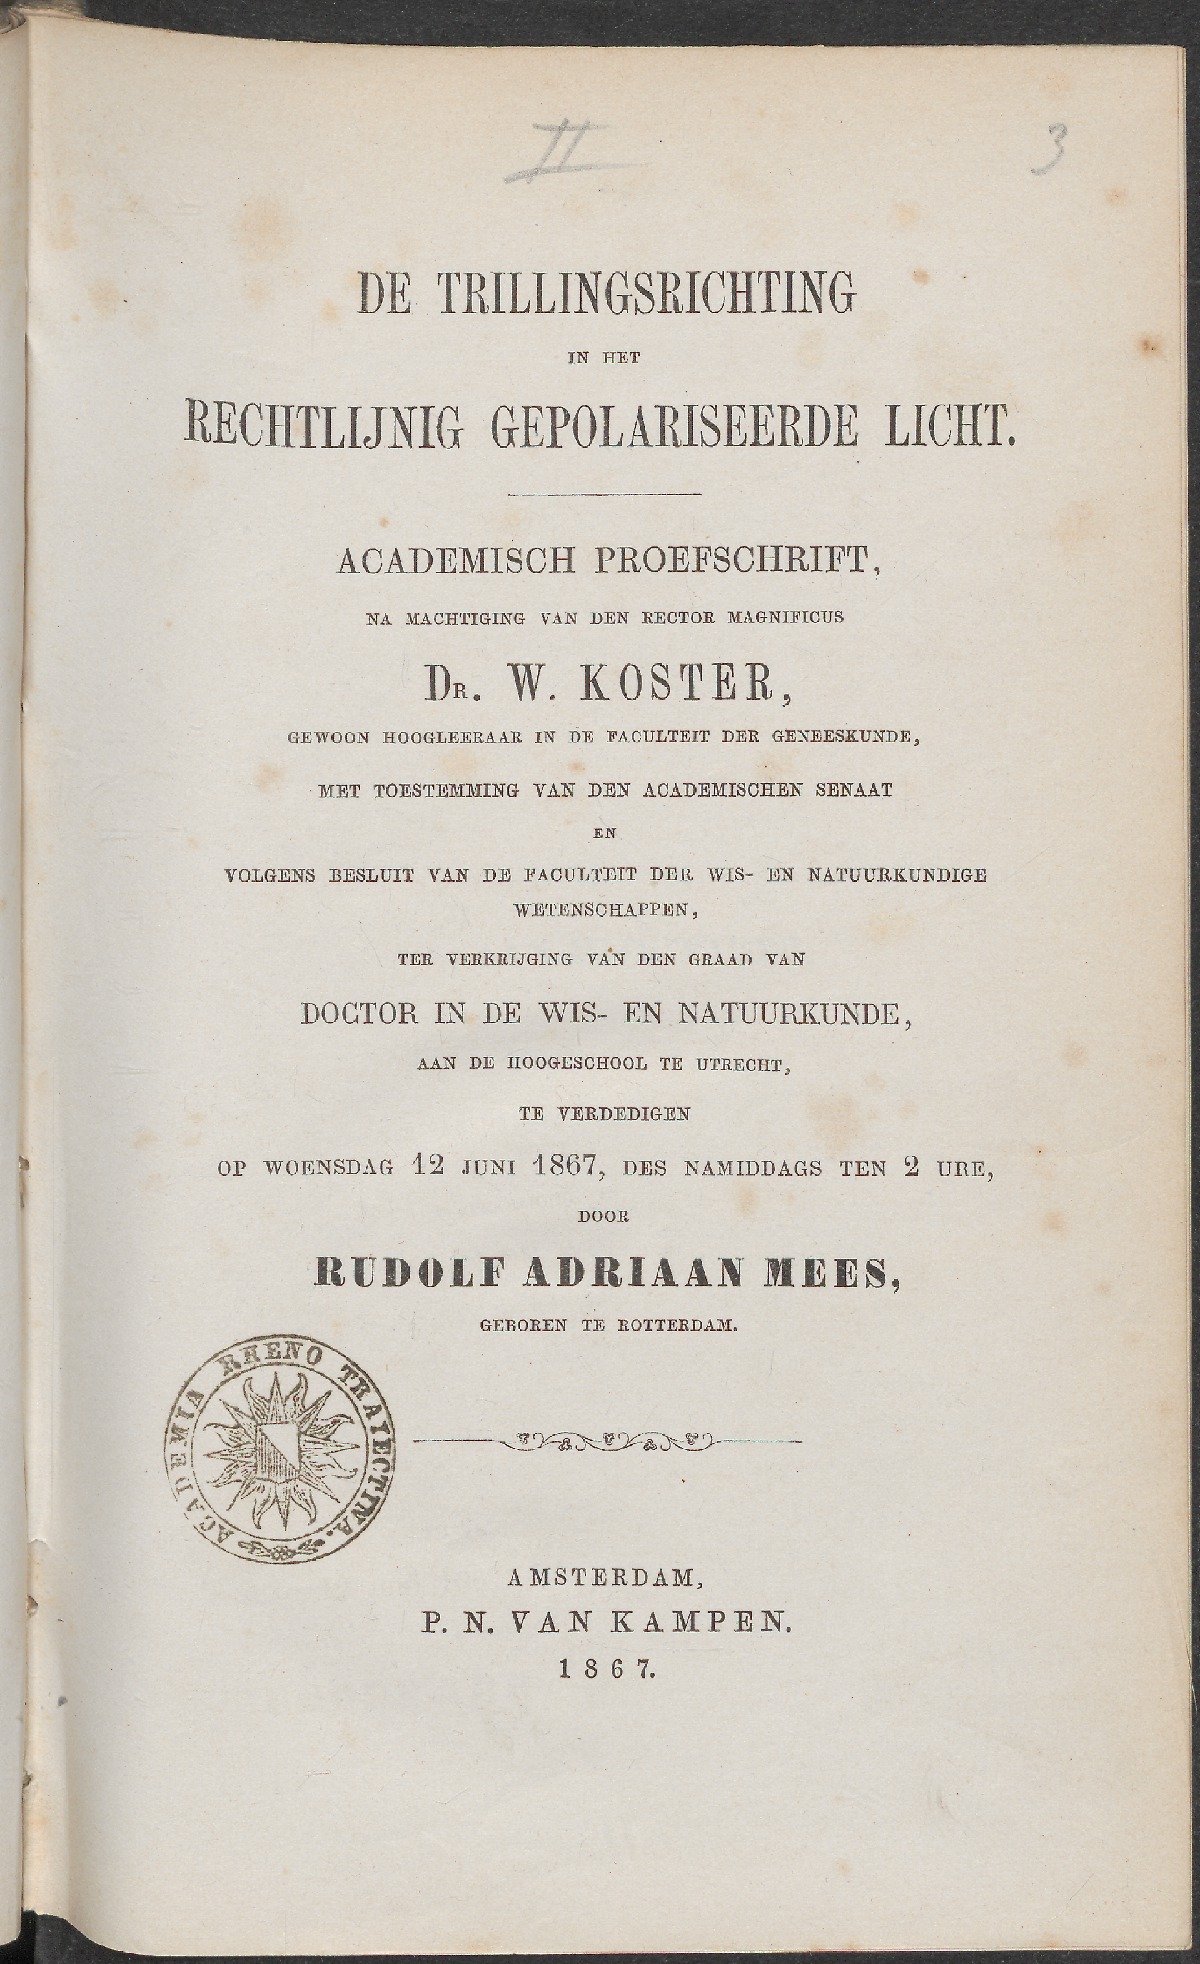 II 3
DE TRILLINGSRICHTING
IN HET
RECHTLIJNIG GEPOLARISEERDE LICHT.
ACADEMISCH PROEFSCHRIFT,
NA MACHTIGING VAN DEN RECTOR MAGNIFICUS
DR. W. KOSTER,
GEWOON HOOGLEERAAR IN DE FACULTEIT DER GENEESKUNDE,
MET TOESTEMMING VAN DEN ACADEMISCHEN SENAAT
EN
VOLGENS BESLUIT VAN DE FACULTEIT DER WIS- EN NATUURKUNDIGE
WETENSCHAPPEN,
TER VERKRIJGING VAN DEN GRAAD VAN
DOCTOR IN DE WIS- EN NATUURKUNDE,
AAN DE HOOGESCHOOL TE UTRECHT,
TE VERDEDIGEN
OP WOENSDAG 12 JUNI 1867, DES NAMIDDAGS TEN 2 URE,
DOOR
RUDOLF ADRIAAN MEES,
GEBOREN TE ROTTERDAM.
ACADEMIA RHENO TRAIECTINA.
AMSTERDAM,
P. N. VAN KAMPEN.
1867.